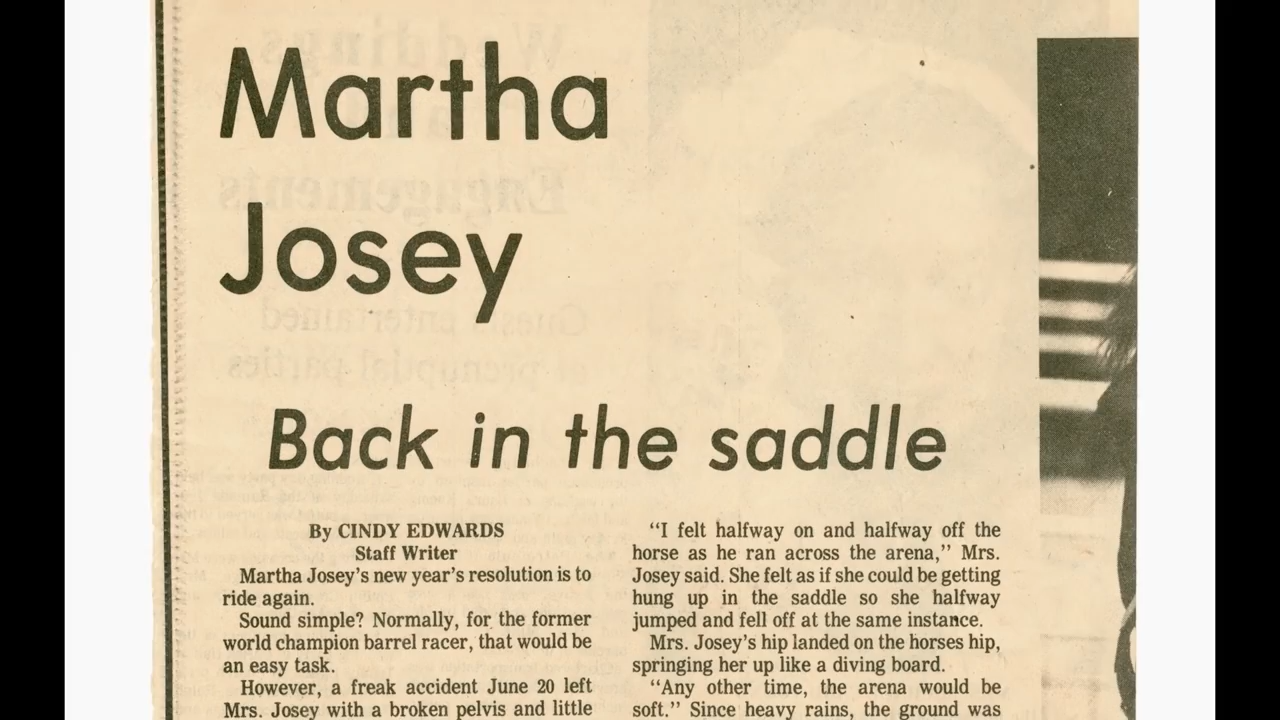 Martha
Josey
Back in the saddle
By CINDY EDWARDS
Staff Writer
Martha Josey's new year's resolution is to
ride again.
Sound simple? Normally, for the former
world champion barrel racer, that would be
an easy task.
However, a freak accident June 20 left
Mrs. Josey with a broken pelvis and little
"I felt halfway on and halfway off the
horse as he ran across the arena," Mrs.
Josey said. She felt as if she could be getting
hung up in the saddle so she halfway
jumped and fell off at the same instance.
Mrs. Josey's hip landed on the horses hip,
springing her up like a diving board.
"Any other time, the arena would be
soft." Since heavy rains, the ground was